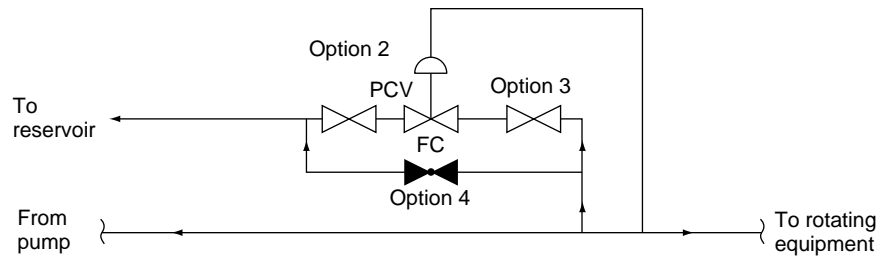 Option 2
PCV
Option 3
To
reservoir
FC
Option 4
From
pump
To rotating
equipment